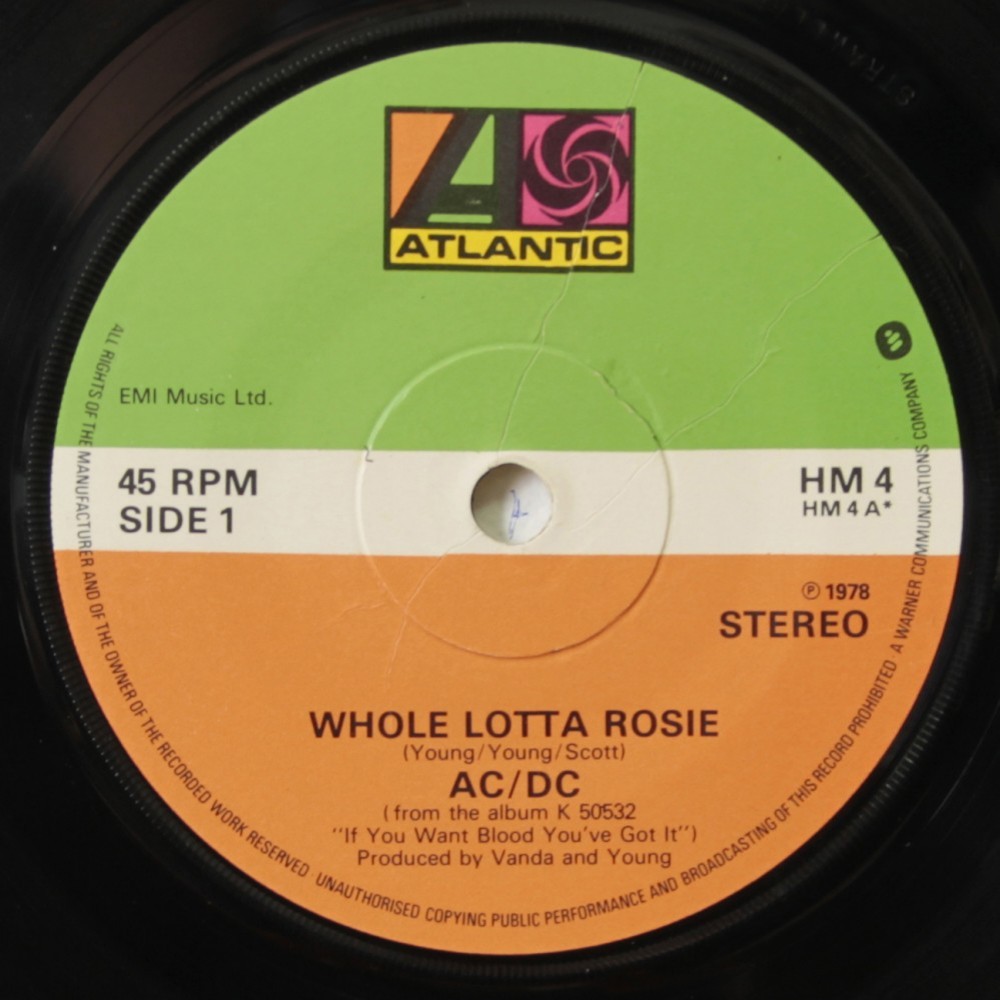 ATLANTIC
EMI Music Ltd.
45 RPM
SIDE 1
HM 4
HM 4 A*
℗ 1978
STEREO
WHOLE LOTTA ROSIE
(Young/Young/Scott)
AC/DC
(from the album K 50532
"If You Want Blood You've Got It")
Produced by Vanda and Young
ALL RIGHTS OF THE MANUFACTURER AND OF THE OWNER OF THE RECORDED WORK RESERVED · UNAUTHORISED COPYING PUBLIC PERFORMANCE AND BROADCASTING OF THIS RECORD PROHIBITED · A WARNER COMMUNICATIONS COMPANY